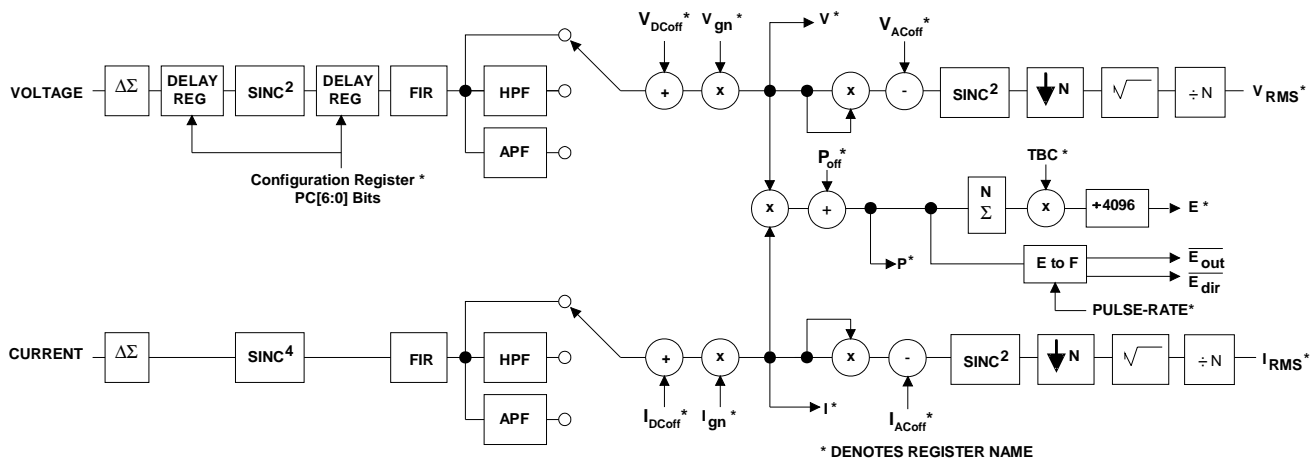 VOLTAGE
ΔΣ
DELAY
REG
SINC2
DELAY
REG
FIR
HPF
APF
Configuration Register *
PC[6:0] Bits
VDCoff*
Vgn*
+
x
V*
x
VACoff*
-
SINC2
N
√
÷N
VRMS*
x
Poff*
+
P*
N
Σ
TBC*
x
÷4096
E*
E to F
Eout
Edir
PULSE-RATE*
CURRENT
ΔΣ
SINC4
FIR
HPF
APF
+
x
IDCoff*
Ign*
I*
x
-
IACoff*
SINC2
N
√
÷N
IRMS*
* DENOTES REGISTER NAME